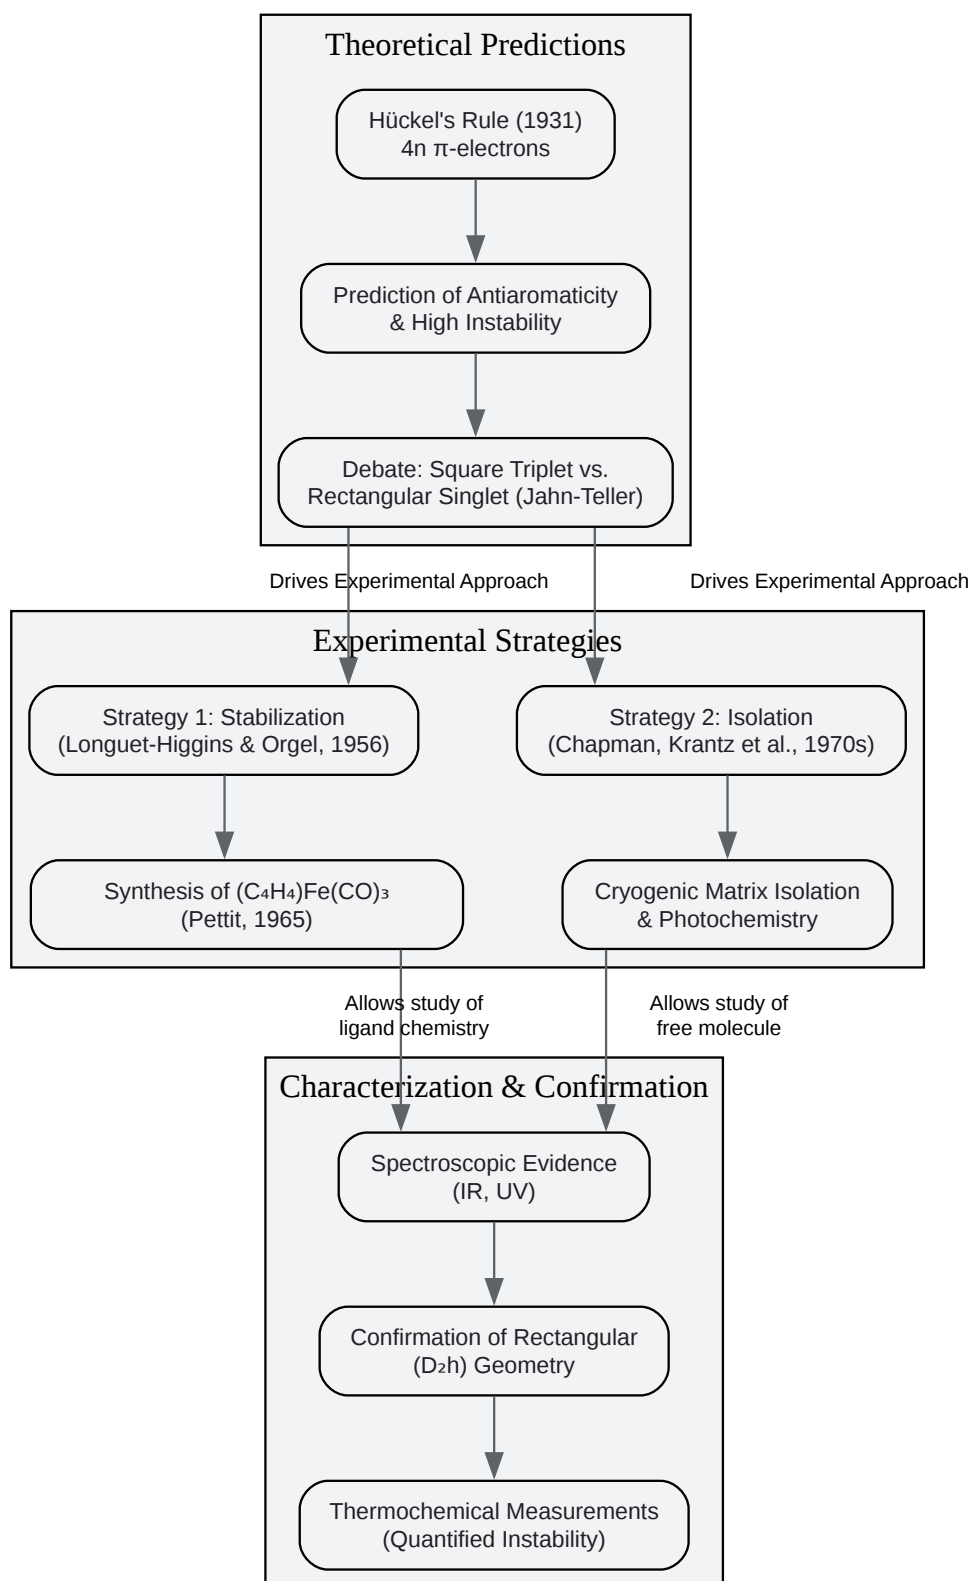 Theoretical Predictions
Hückel's Rule (1931)
4n π-electrons
Prediction of Antiaromaticity
& High Instability
Debate: Square Triplet vs.
Rectangular Singlet (Jahn-Teller)
Drives Experimental Approach
Drives Experimental Approach
Experimental Strategies
Strategy 1: Stabilization
(Longuet-Higgins & Orgel, 1956)
Strategy 2: Isolation
(Chapman, Krantz et al., 1970s)
Synthesis of (C₄H₄)Fe(CO)₃
(Pettit, 1965)
Cryogenic Matrix Isolation
& Photochemistry
Allows study of
ligand chemistry
Allows study of
free molecule
Characterization & Confirmation
Spectroscopic Evidence
(IR, UV)
Confirmation of Rectangular
(D₂h) Geometry
Thermochemical Measurements
(Quantified Instability)